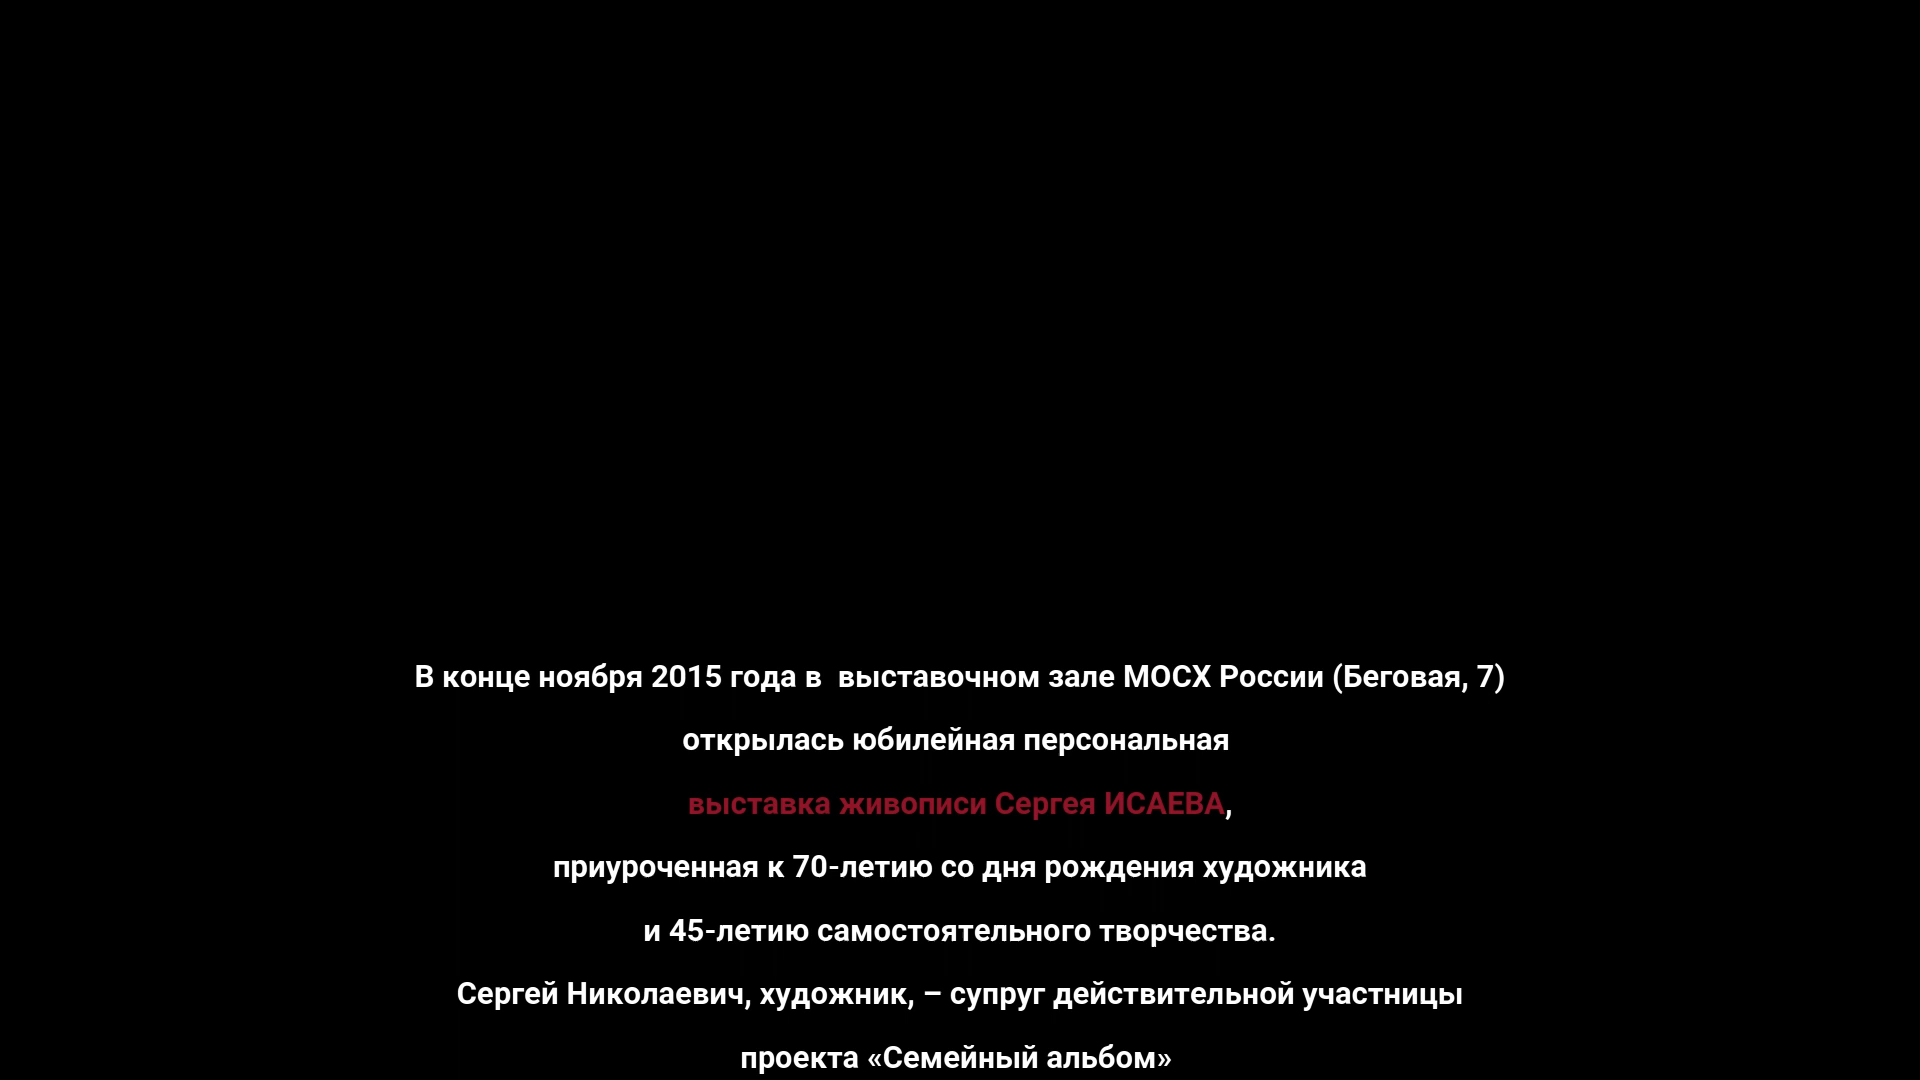 В конце ноября 2015 года в  выставочном зале МОСХ России (Беговая, 7)
открылась юбилейная персональная
выставка живописи Сергея ИСАЕВА,
приуроченная к 70-летию со дня рождения художника
и 45-летию самостоятельного творчества.
Сергей Николаевич, художник, – супруг действительной участницы
проекта «Семейный альбом»